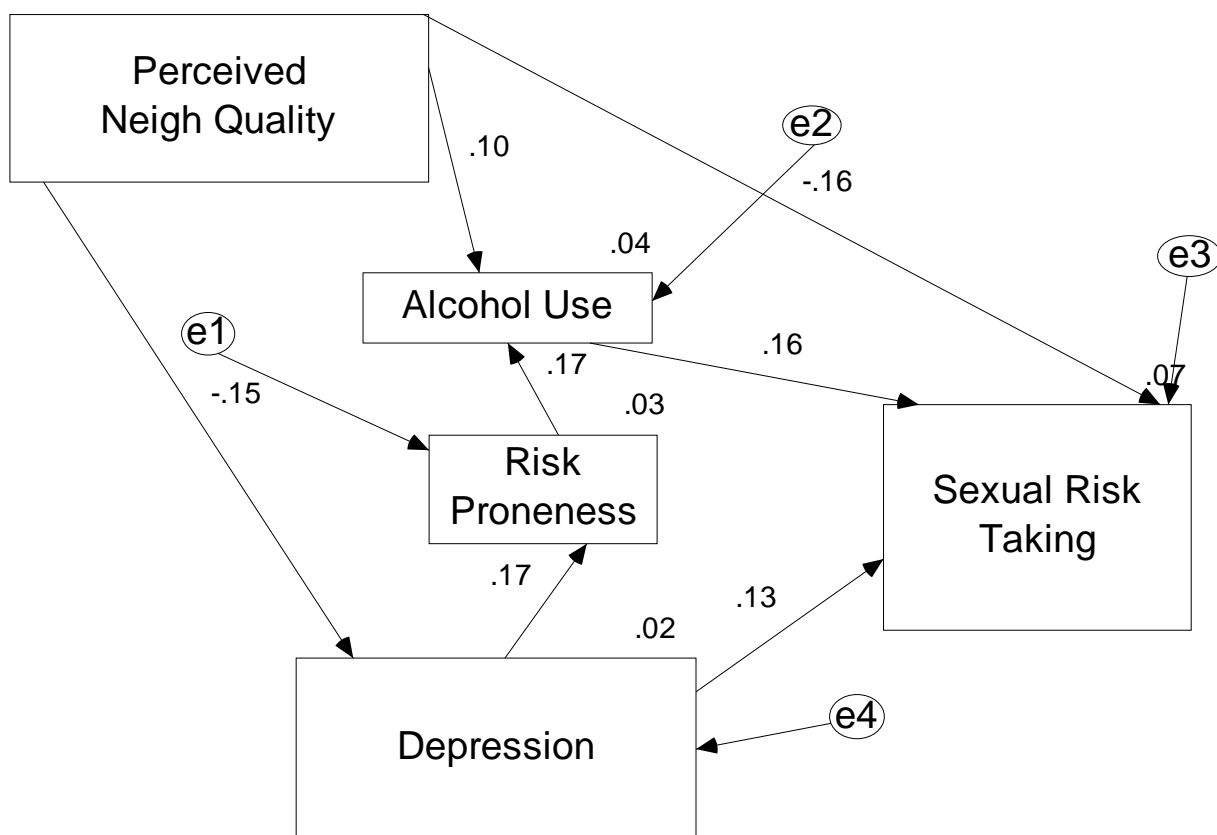 Perceived
Neigh Quality
e2
.10
-.16
.04
e3
Alcohol Use
e1
.16
.17
.07
-.15
.03
Risk
Proneness
Sexual Risk
Taking
.17
.13
.02
e4
Depression